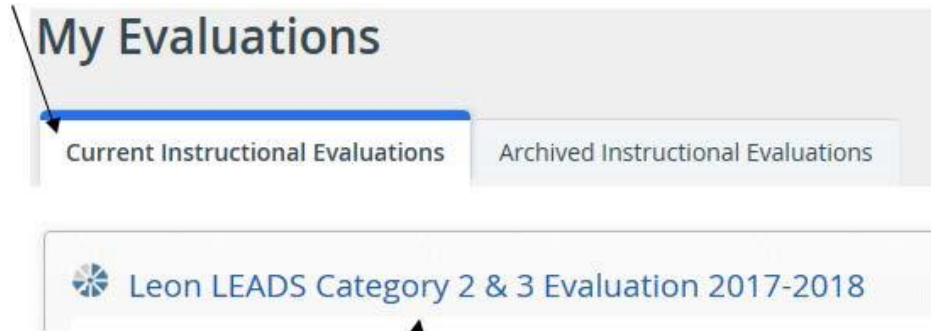 My Evaluations
Current Instructional Evaluations Archived Instructional Evaluations
Leon LEADS Category 2 & 3 Evaluation 2017-2018